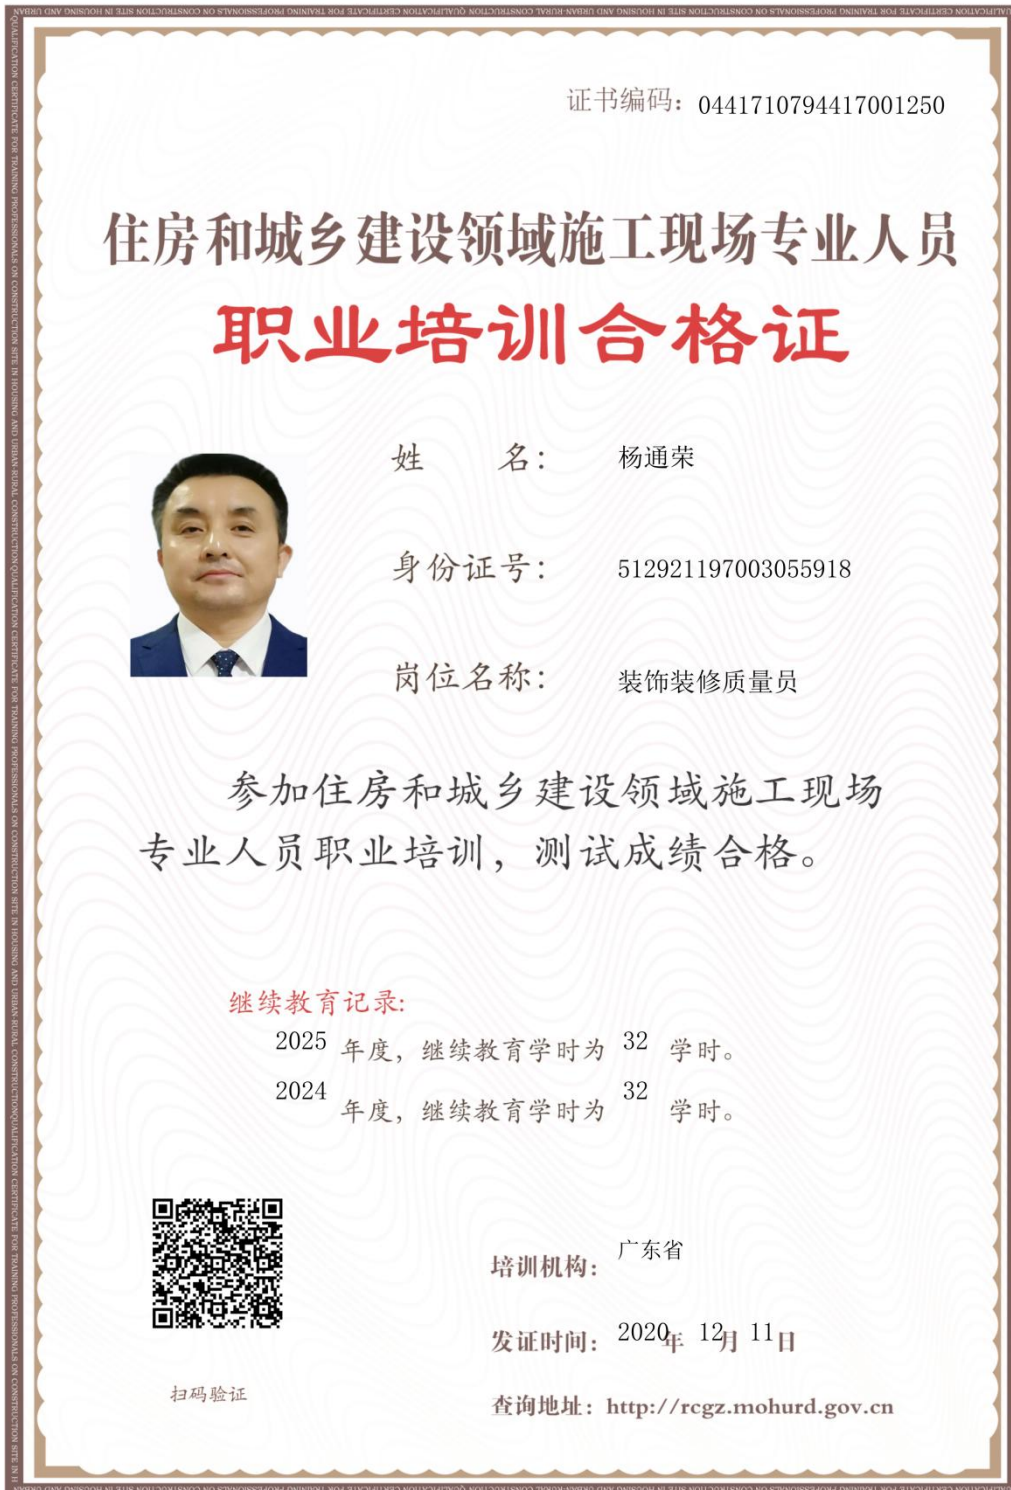 证书编码：0441710794417001250
住房和城乡建设领域施工现场专业人员
职业培训合格证
姓 名：杨通荣
身份证号：512921197003055918
岗位名称：装饰装修质量员
参加住房和城乡建设领域施工现场
专业人员职业培训，测试成绩合格。
继续教育记录:
2025 年度，继续教育学时为 32 学时。
2024 年度，继续教育学时为 32 学时。
培训机构：广东省
发证时间：2020年 12月 11日
扫码验证
查询地址：http://rcgz.mohurd.gov.cn